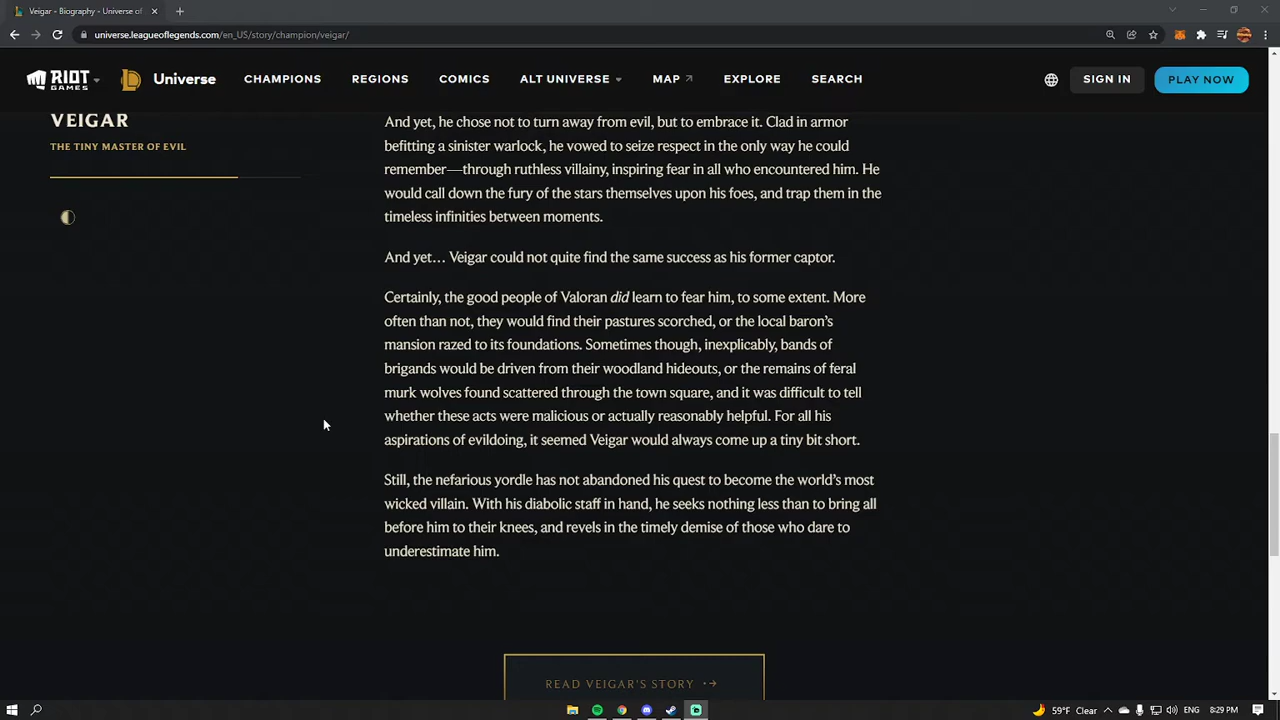 Veigar - Biography - Universe of
universe.leagueoflegends.com/en_US/story/champion/veigar/
RIOT GAMES
Universe
CHAMPIONS
REGIONS
COMICS
ALT UNIVERSE
MAP
EXPLORE
SEARCH
SIGN IN
PLAY NOW
VEIGAR
THE TINY MASTER OF EVIL
And yet, he chose not to turn away from evil, but to embrace it. Clad in armor
befitting a sinister warlock, he vowed to seize respect in the only way he could
remember—through ruthless villainy, inspiring fear in all who encountered him. He
would call down the fury of the stars themselves upon his foes, and trap them in the
timeless infinities between moments.
And yet… Veigar could not quite find the same success as his former captor.
Certainly, the good people of Valoran did learn to fear him, to some extent. More
often than not, they would find their pastures scorched, or the local baron's
mansion razed to its foundations. Sometimes though, inexplicably, bands of
brigands would be driven from their woodland hideouts, or the remains of feral
murk wolves found scattered through the town square, and it was difficult to tell
whether these acts were malicious or actually reasonably helpful. For all his
aspirations of evildoing, it seemed Veigar would always come up a tiny bit short.
Still, the nefarious yordle has not abandoned his quest to become the world's most
wicked villain. With his diabolic staff in hand, he seeks nothing less than to bring all
before him to their knees, and revels in the timely demise of those who dare to
underestimate him.
READ VEIGAR'S STORY
59°F Clear
8:29 PM